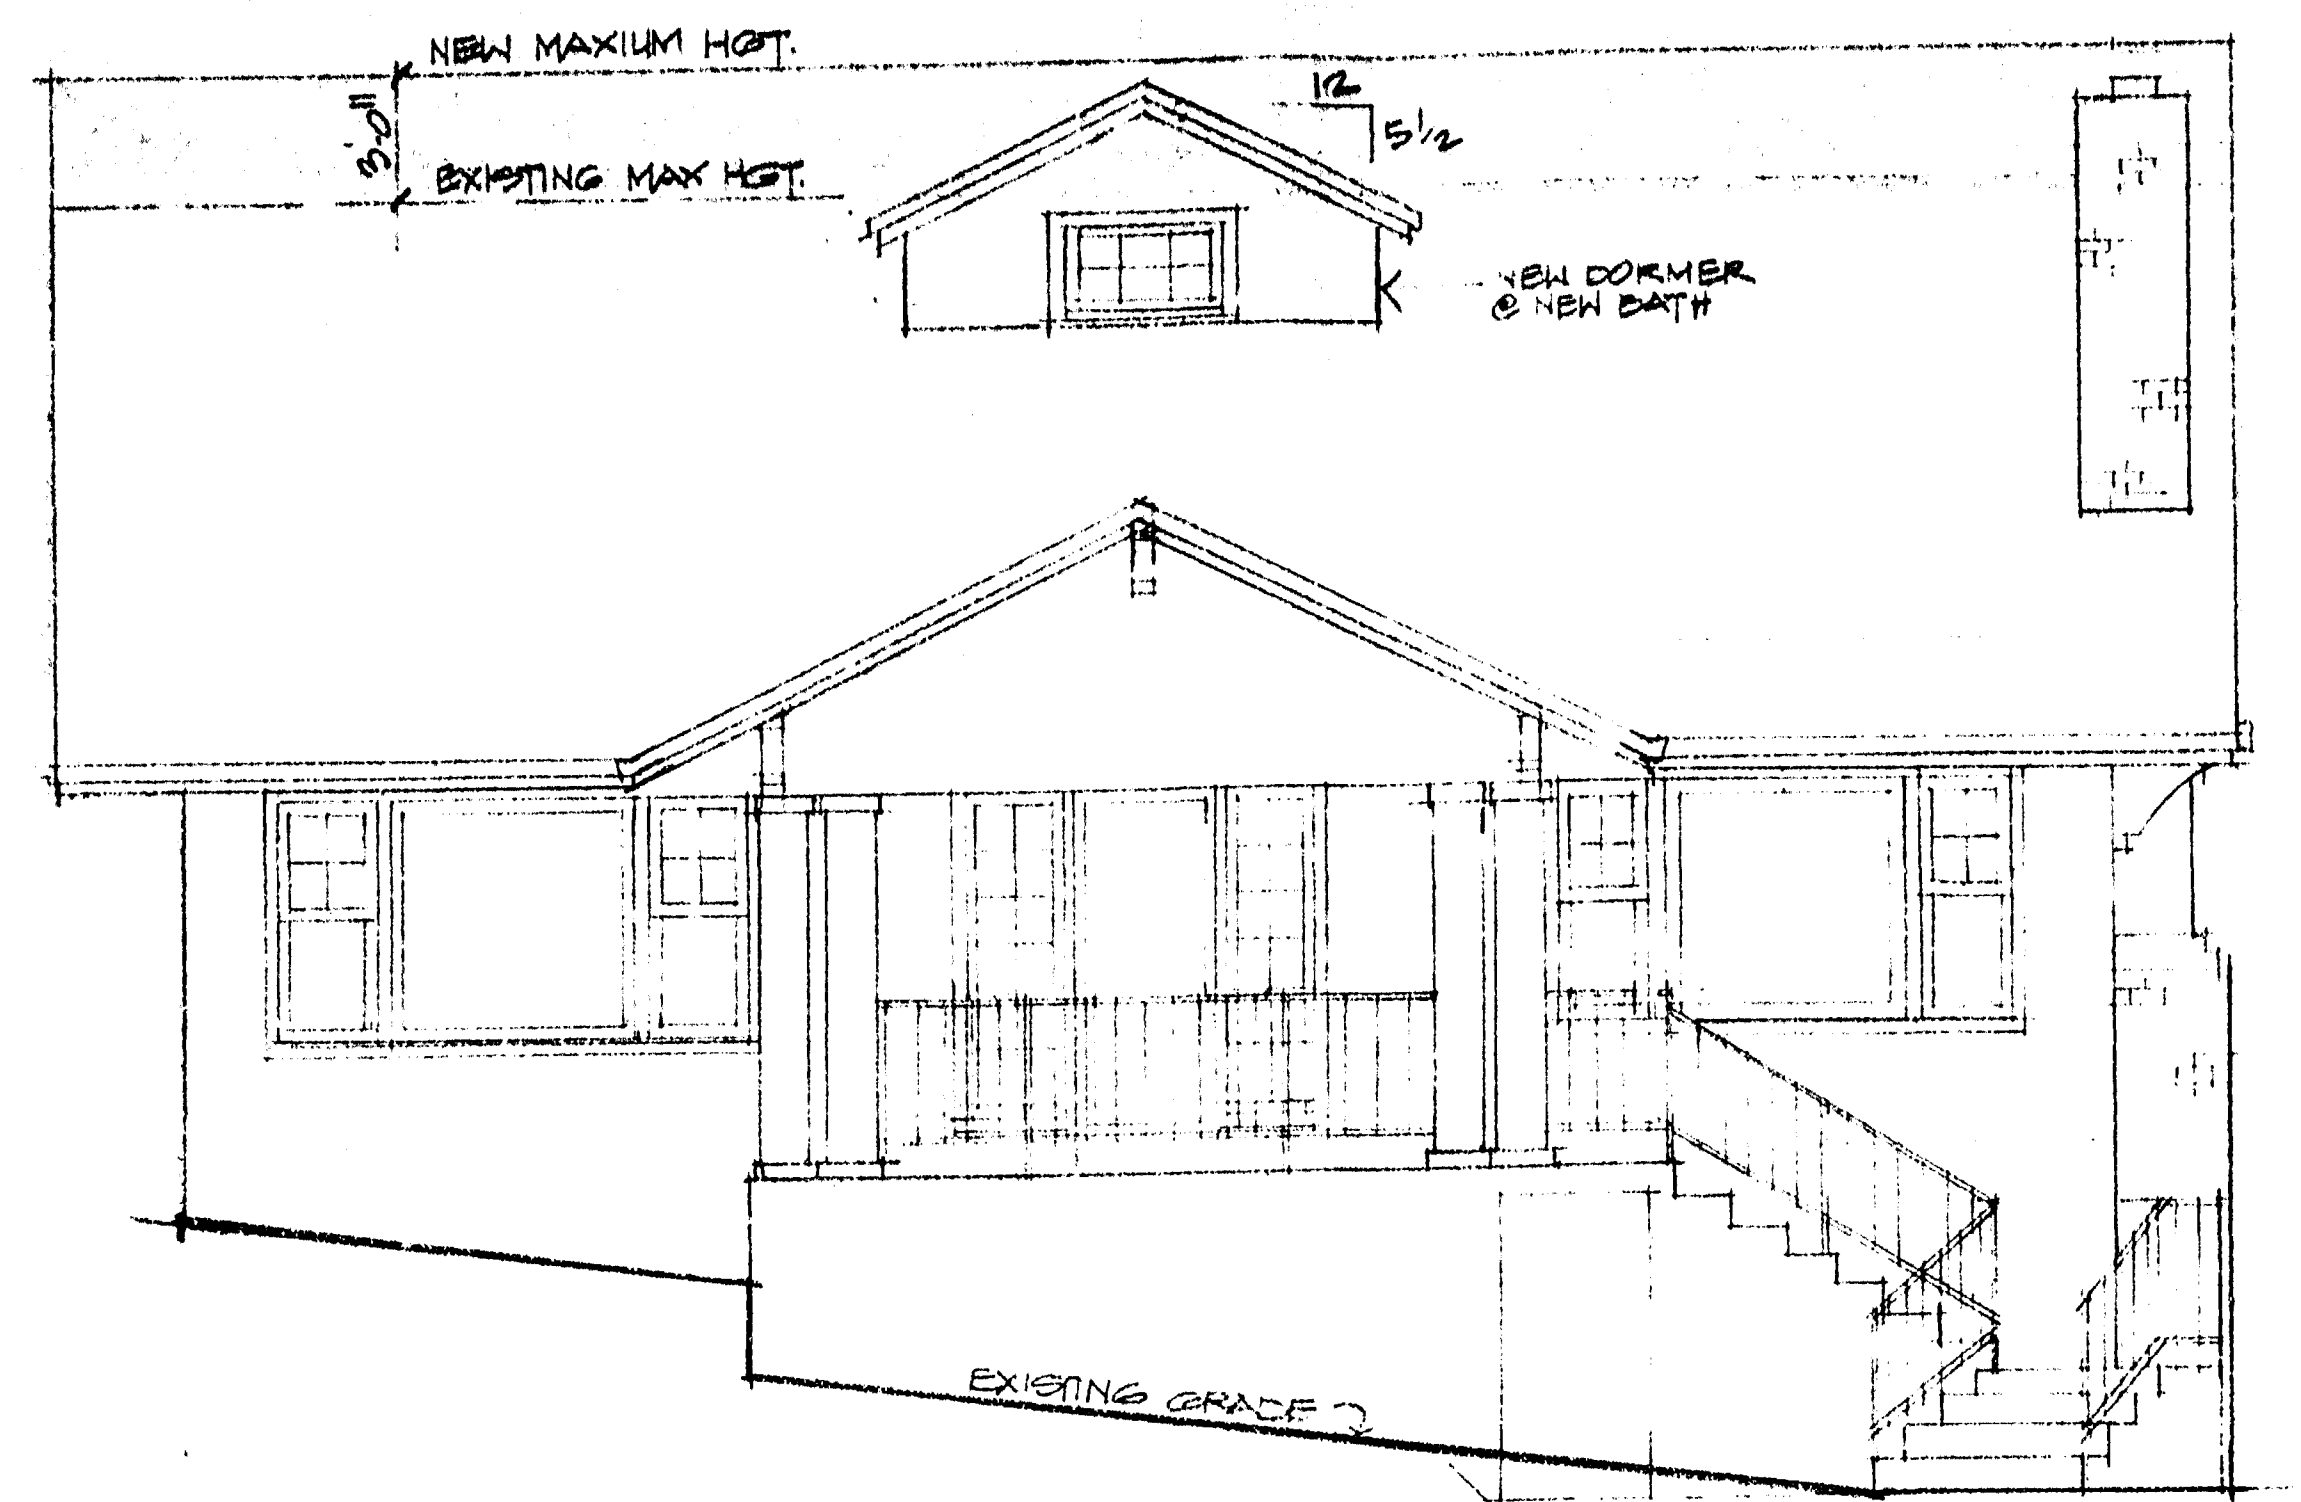 NEW MAXIUM HGT.
3'-0"
EXISTING MAX HGT.
12
5 1/2
NEW DORMER
@ NEW BATH
EXISTING GRADE